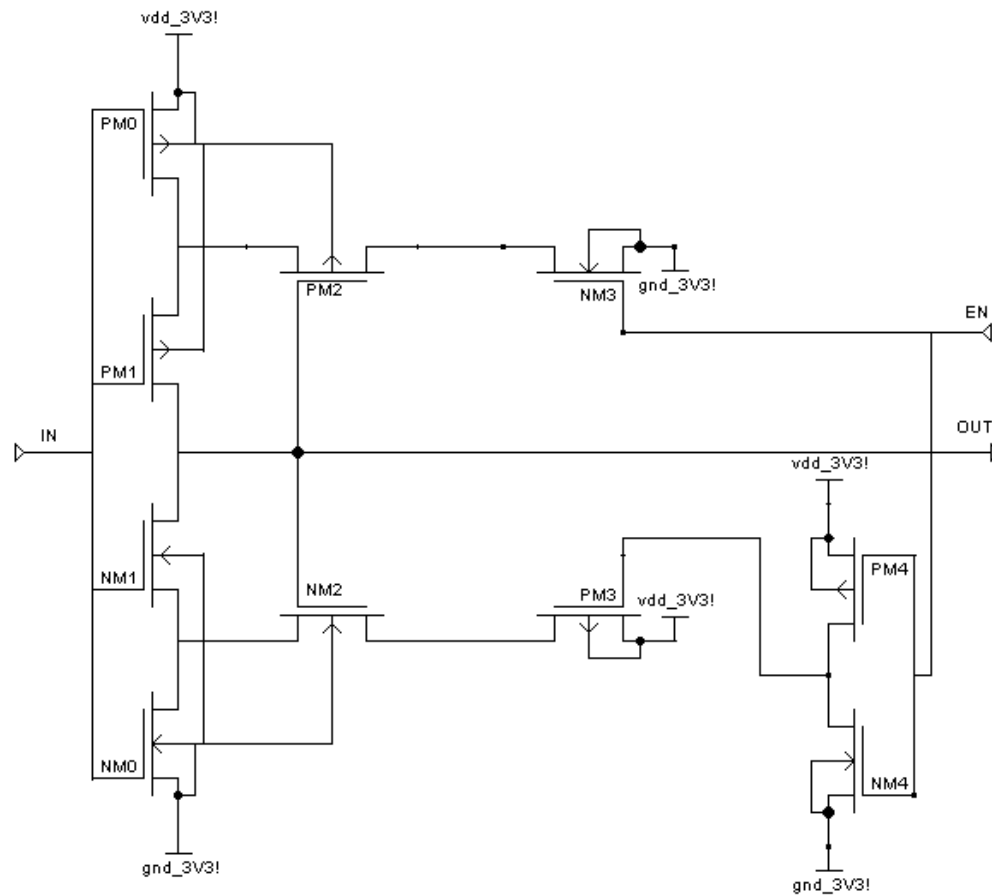 vdd_3V3!
PM0
PM2
NM3
gnd_3V3!
EN
PM1
IN
OUT
vdd_3V3!
NM1
NM2
PM3
vdd_3V3!
PM4
NM0
NM4
gnd_3V3!
gnd_3V3!